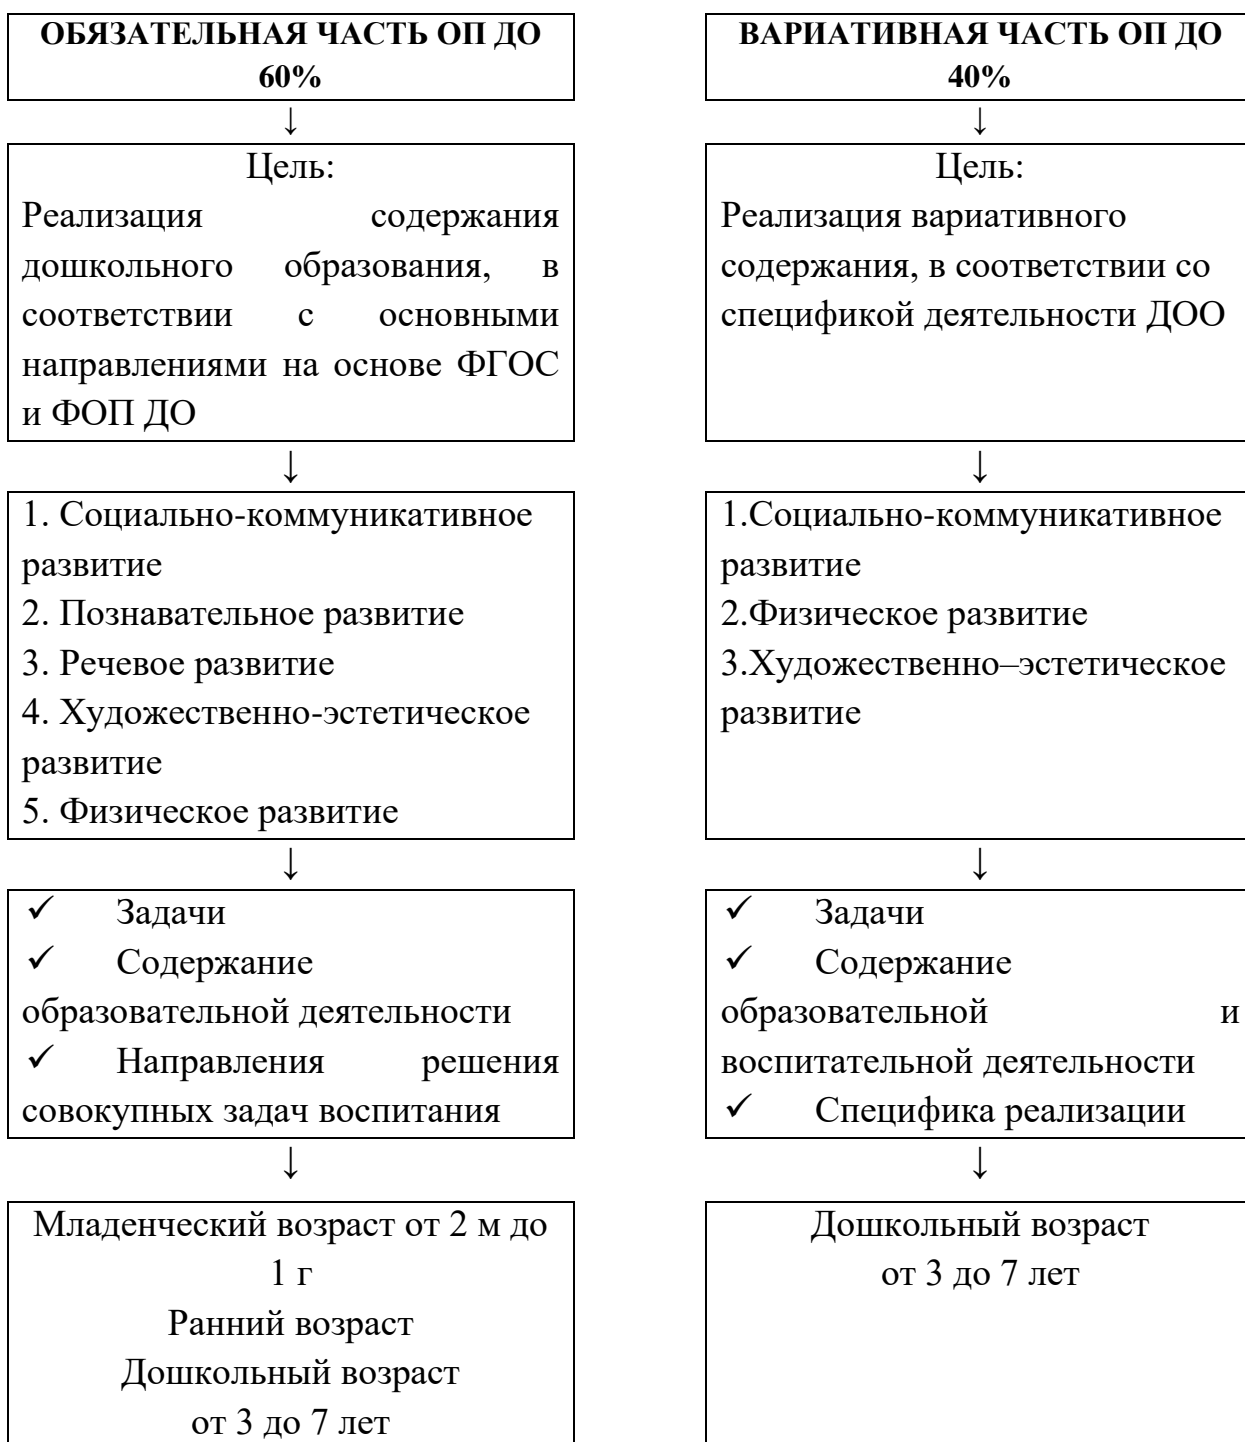 ОБЯЗАТЕЛЬНАЯ ЧАСТЬ ОП ДО
60%
↓
Цель:
Реализация содержания
дошкольного образования, в
соответствии с основными
направлениями на основе ФГОС
и ФОП ДО
↓
1. Социально-коммуникативное
развитие
2. Познавательное развитие
3. Речевое развитие
4. Художественно-эстетическое
развитие
5. Физическое развитие
↓
✓ Задачи
✓ Содержание
образовательной деятельности
✓ Направления решения
совокупных задач воспитания
↓
Младенческий возраст от 2 м до
1 г
Ранний возраст
Дошкольный возраст
от 3 до 7 лет
ВАРИАТИВНАЯ ЧАСТЬ ОП ДО
40%
↓
Цель:
Реализация вариативного
содержания, в соответствии со
спецификой деятельности ДОО
↓
1.Социально-коммуникативное
развитие
2.Физическое развитие
3.Художественно–эстетическое
развитие
↓
✓ Задачи
✓ Содержание
образовательной и
воспитательной деятельности
✓ Специфика реализации
↓
Дошкольный возраст
от 3 до 7 лет